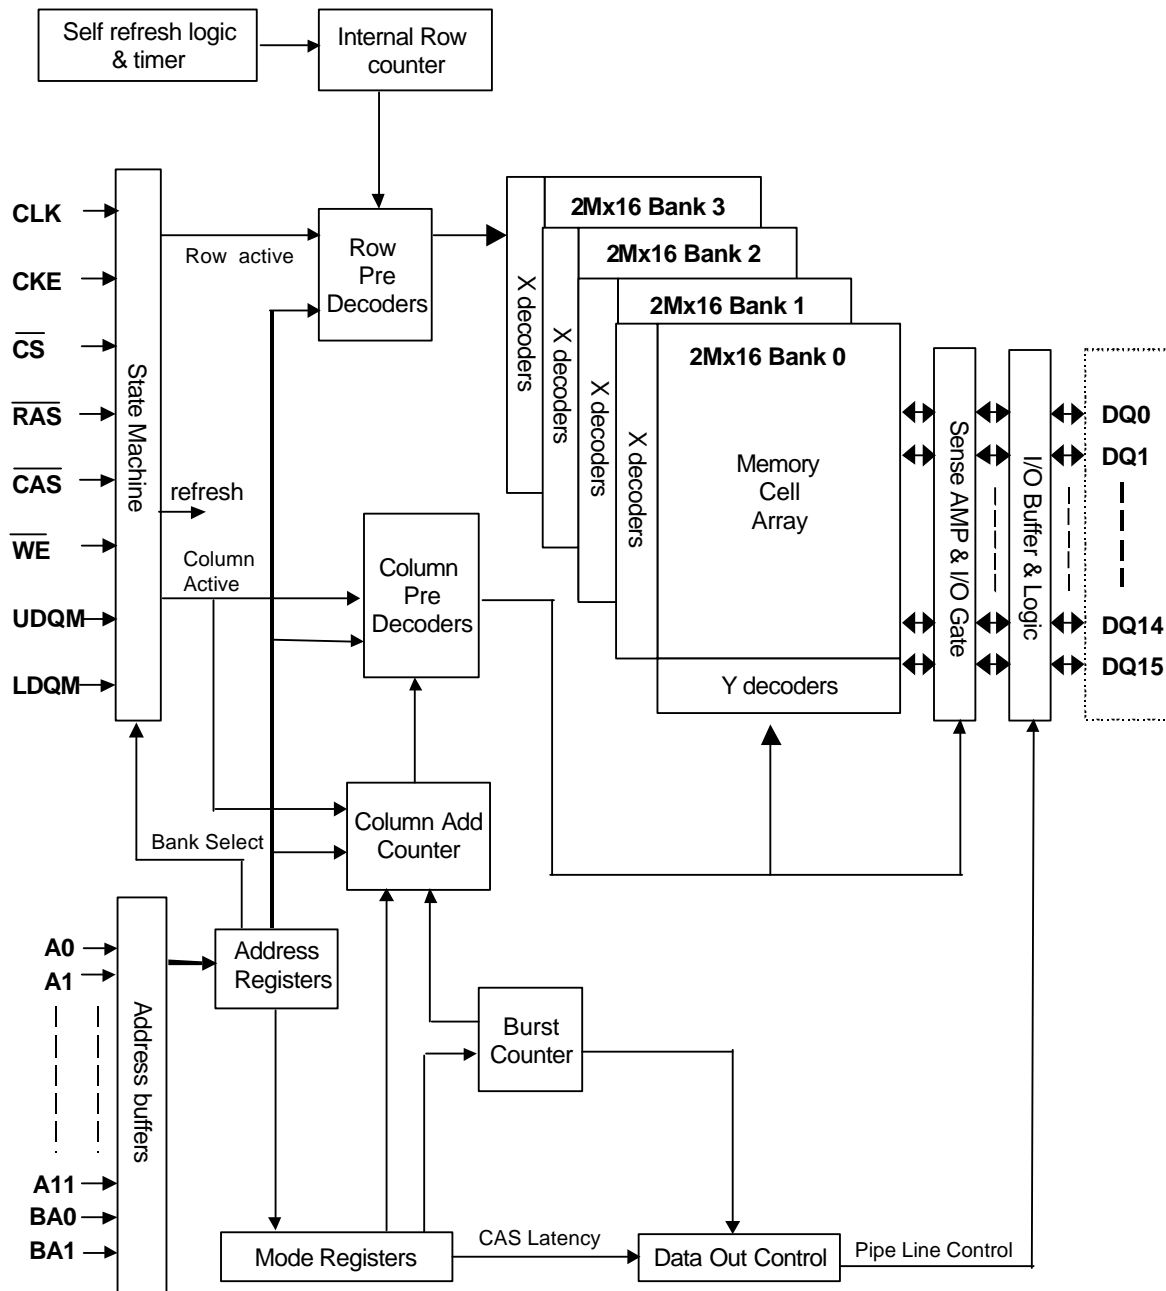 Self refresh logic
& timer
Internal Row
counter
CLK
CKE
CS
RAS
CAS
WE
UDQM
LDQM
State Machine
Row active
refresh
Column
Active
Bank Select
Row
Pre
Decoders
Column
Pre
Decoders
Column Add
Counter
2Mx16 Bank 3
2Mx16 Bank 2
2Mx16 Bank 1
2Mx16 Bank 0
X decoders
X decoders
X decoders
X decoders
Memory
Cell
Array
Y decoders
Sense AMP & I/O Gate
I/O Buffer & Logic
DQ0
DQ1
DQ14
DQ15
A0
A1
A11
BA0
BA1
Address buffers
Address
Registers
Burst
Counter
Mode Registers
CAS Latency
Data Out Control
Pipe Line Control